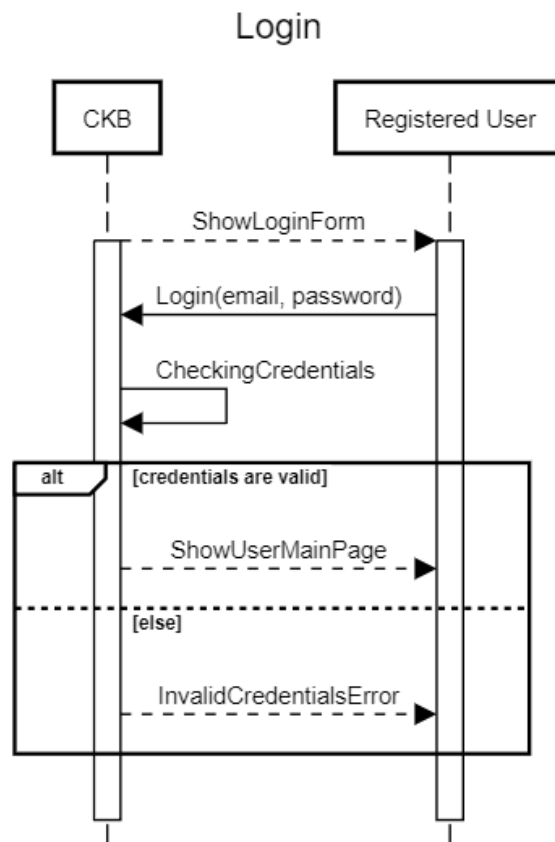 Login
CKB
Registered User
ShowLoginForm
Login(email, password)
CheckingCredentials
alt
[credentials are valid]
ShowUserMainPage
[else]
InvalidCredentialsError